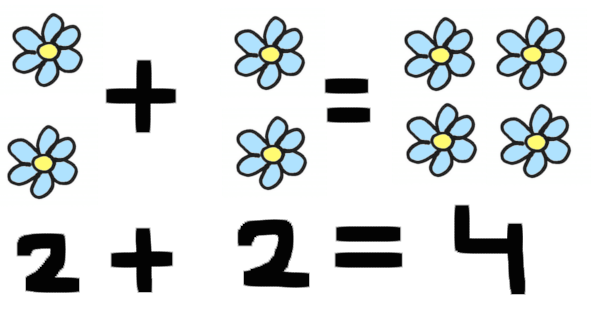 + =
2 + 2 = 4